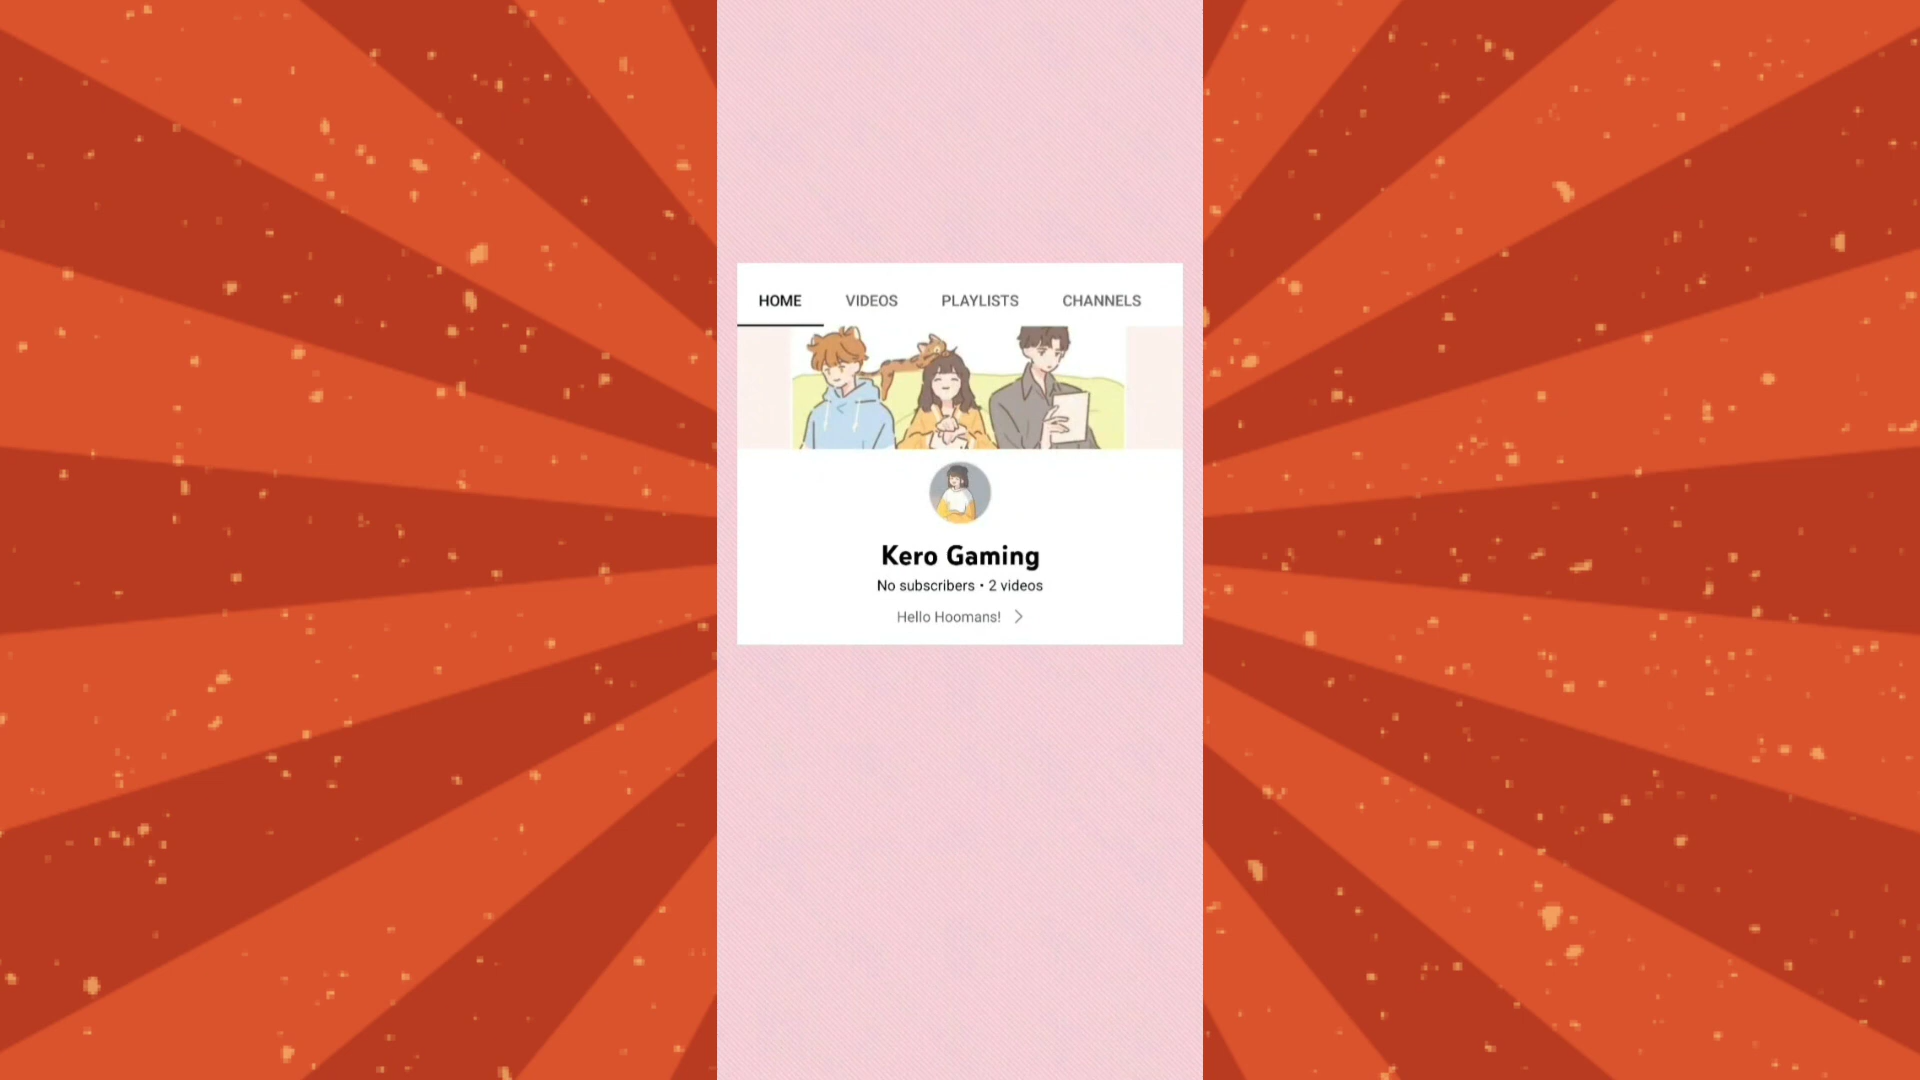 HOME VIDEOS PLAYLISTS CHANNELS
Kero Gaming
No subscribers • 2 videos
Hello Hoomans!